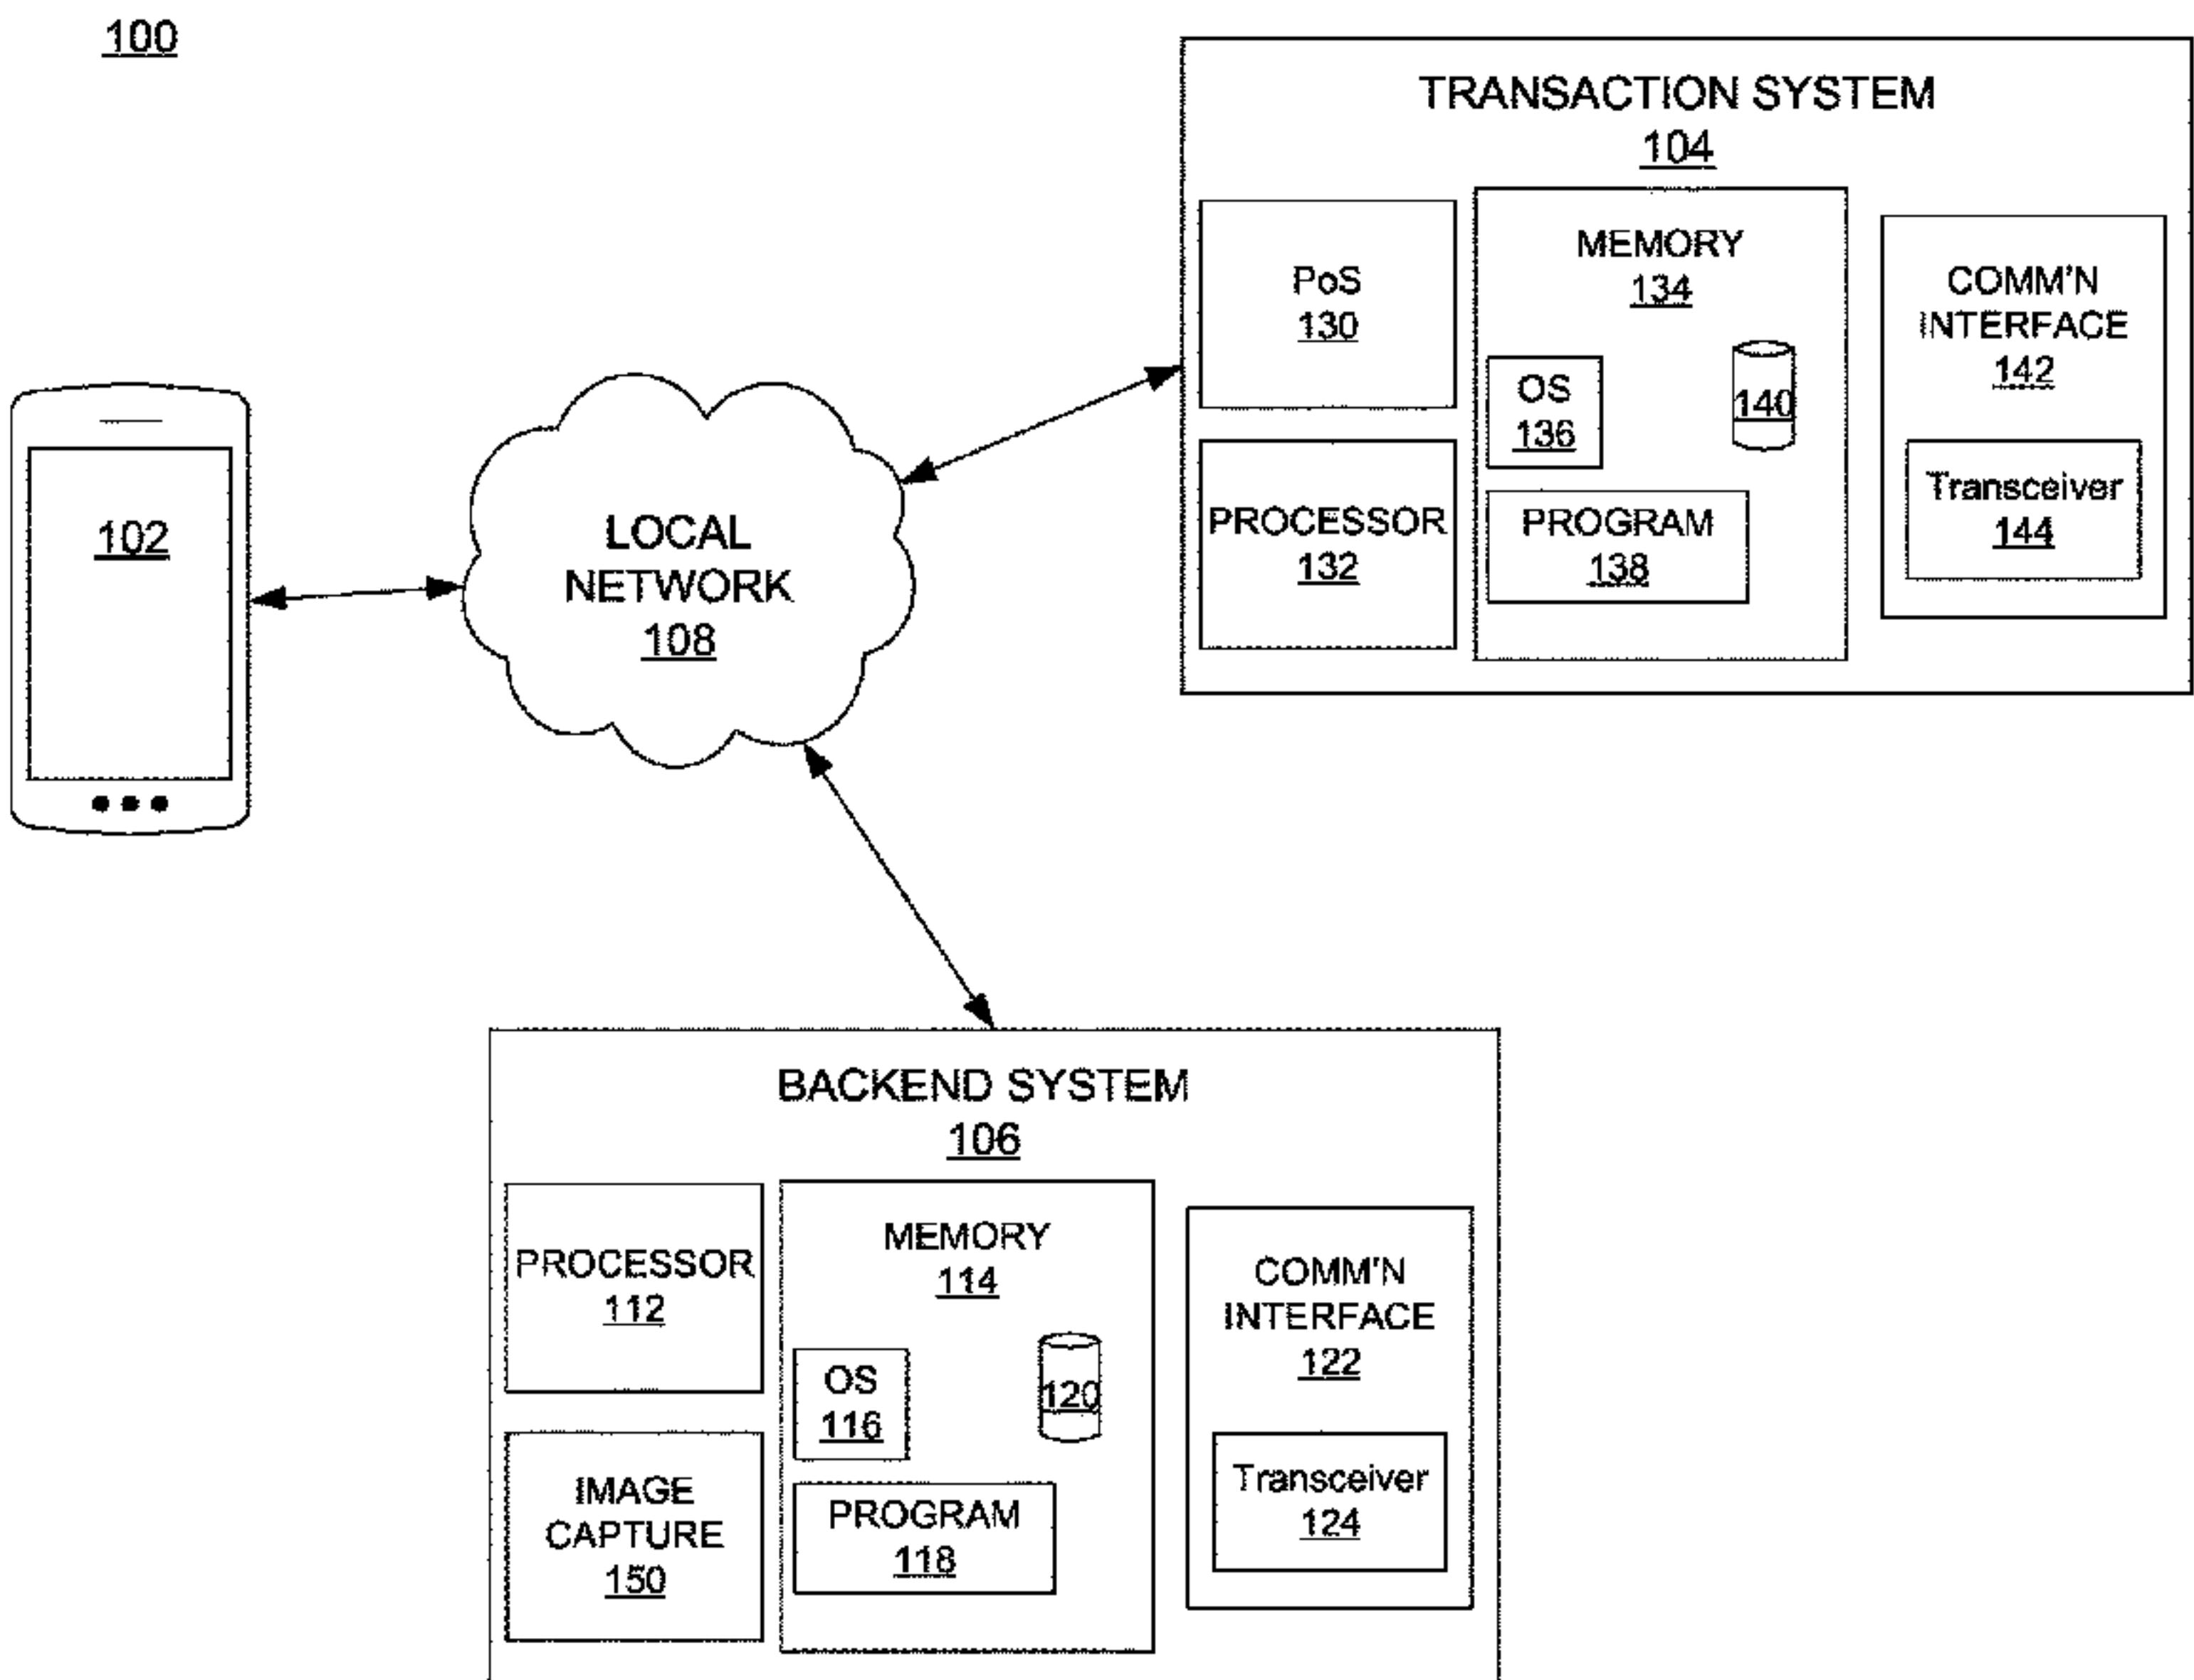 100
TRANSACTION SYSTEM
104
PoS
130
PROCESSOR
132
MEMORY
134
OS
136
140
PROGRAM
138
COMM'N
INTERFACE
142
Transceiver
144
102
LOCAL
NETWORK
108
BACKEND SYSTEM
106
PROCESSOR
112
IMAGE
CAPTURE
150
MEMORY
114
OS
116
120
PROGRAM
118
COMM'N
INTERFACE
122
Transceiver
124